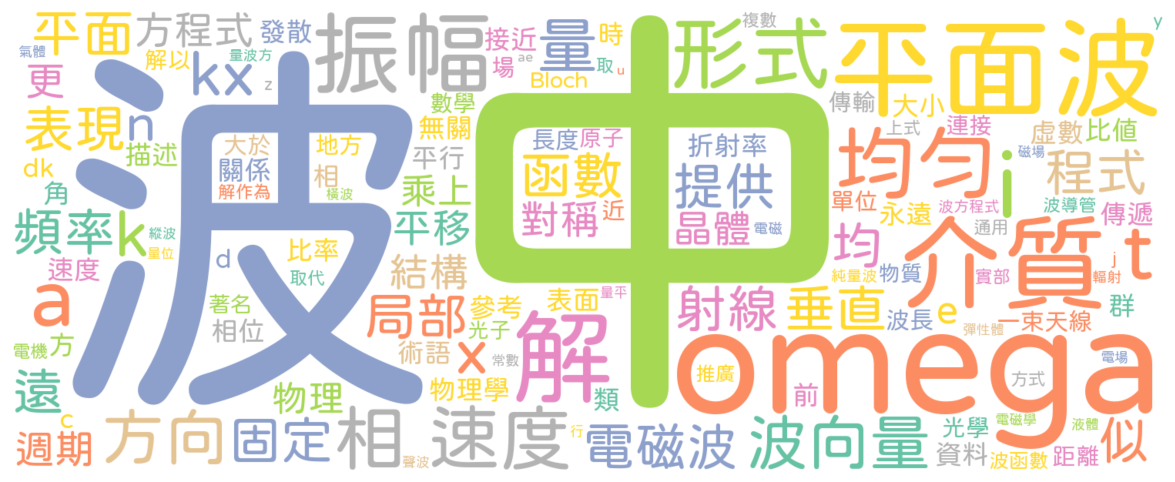 平面
方程式
發散
振幅
接近
量
時
複數
形式
平面波
y
氣體
解以
量波方
kx
z
場
ae
取
u
Bloch
更
表現
n
描述
dk
角
數學
無關
大於
地方
關係
相
解作為
橫波
平行
乘上
平移
頻率
k
縱波
量位
速度
波
中
長度
原子
函數
對稱
近
折射率
提供
晶體
電磁
傳輸
大小
上式
連接
虛數
比值
均勻
i
磁場
程式
單位
永遠
波方程式
通用
波導管
傳遞
均
純量波
物質
介質
實部
j
輻射
t
d
比率
取代
結構
a
著名
相位
局部
參考
光子
表面
量平
解
射線
垂直
波長
e
一束天線
彈性體
群
電機
方
術語
x
常數
物理
物理學
類
omega
推廣
前
方式
電場
遠
c
週期
方向
固定
相
速度
聲波
行
電磁波
波向量
光學
電磁學
液體
資料
波函數
距離
似